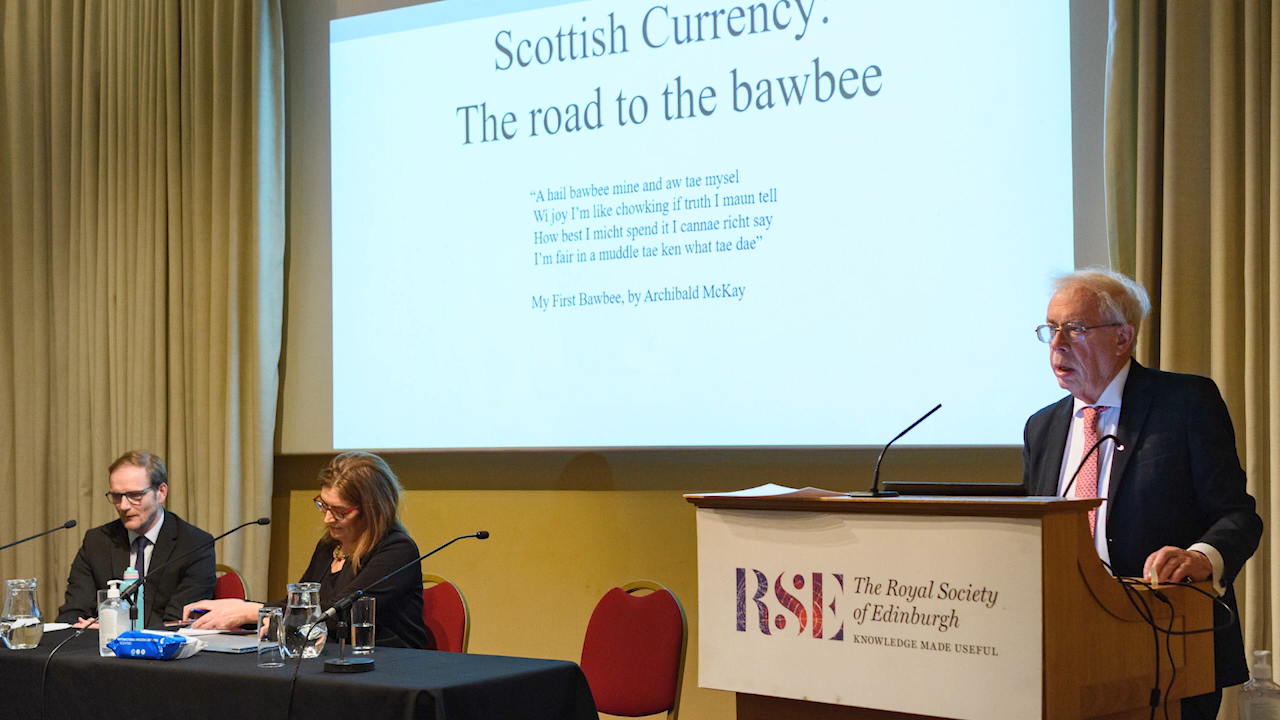 Scottish Currency:
The road to the bawbee
“A hail bawbee mine and aw tae mysel
Wi joy I’m like chowking if truth I maun tell
How best I micht spend it I cannae richt say
I’m fair in a muddle tae ken what tae dae”
My First Bawbee, by Archibald McKay
RSE
The Royal Society
of Edinburgh
KNOWLEDGE MADE USEFUL